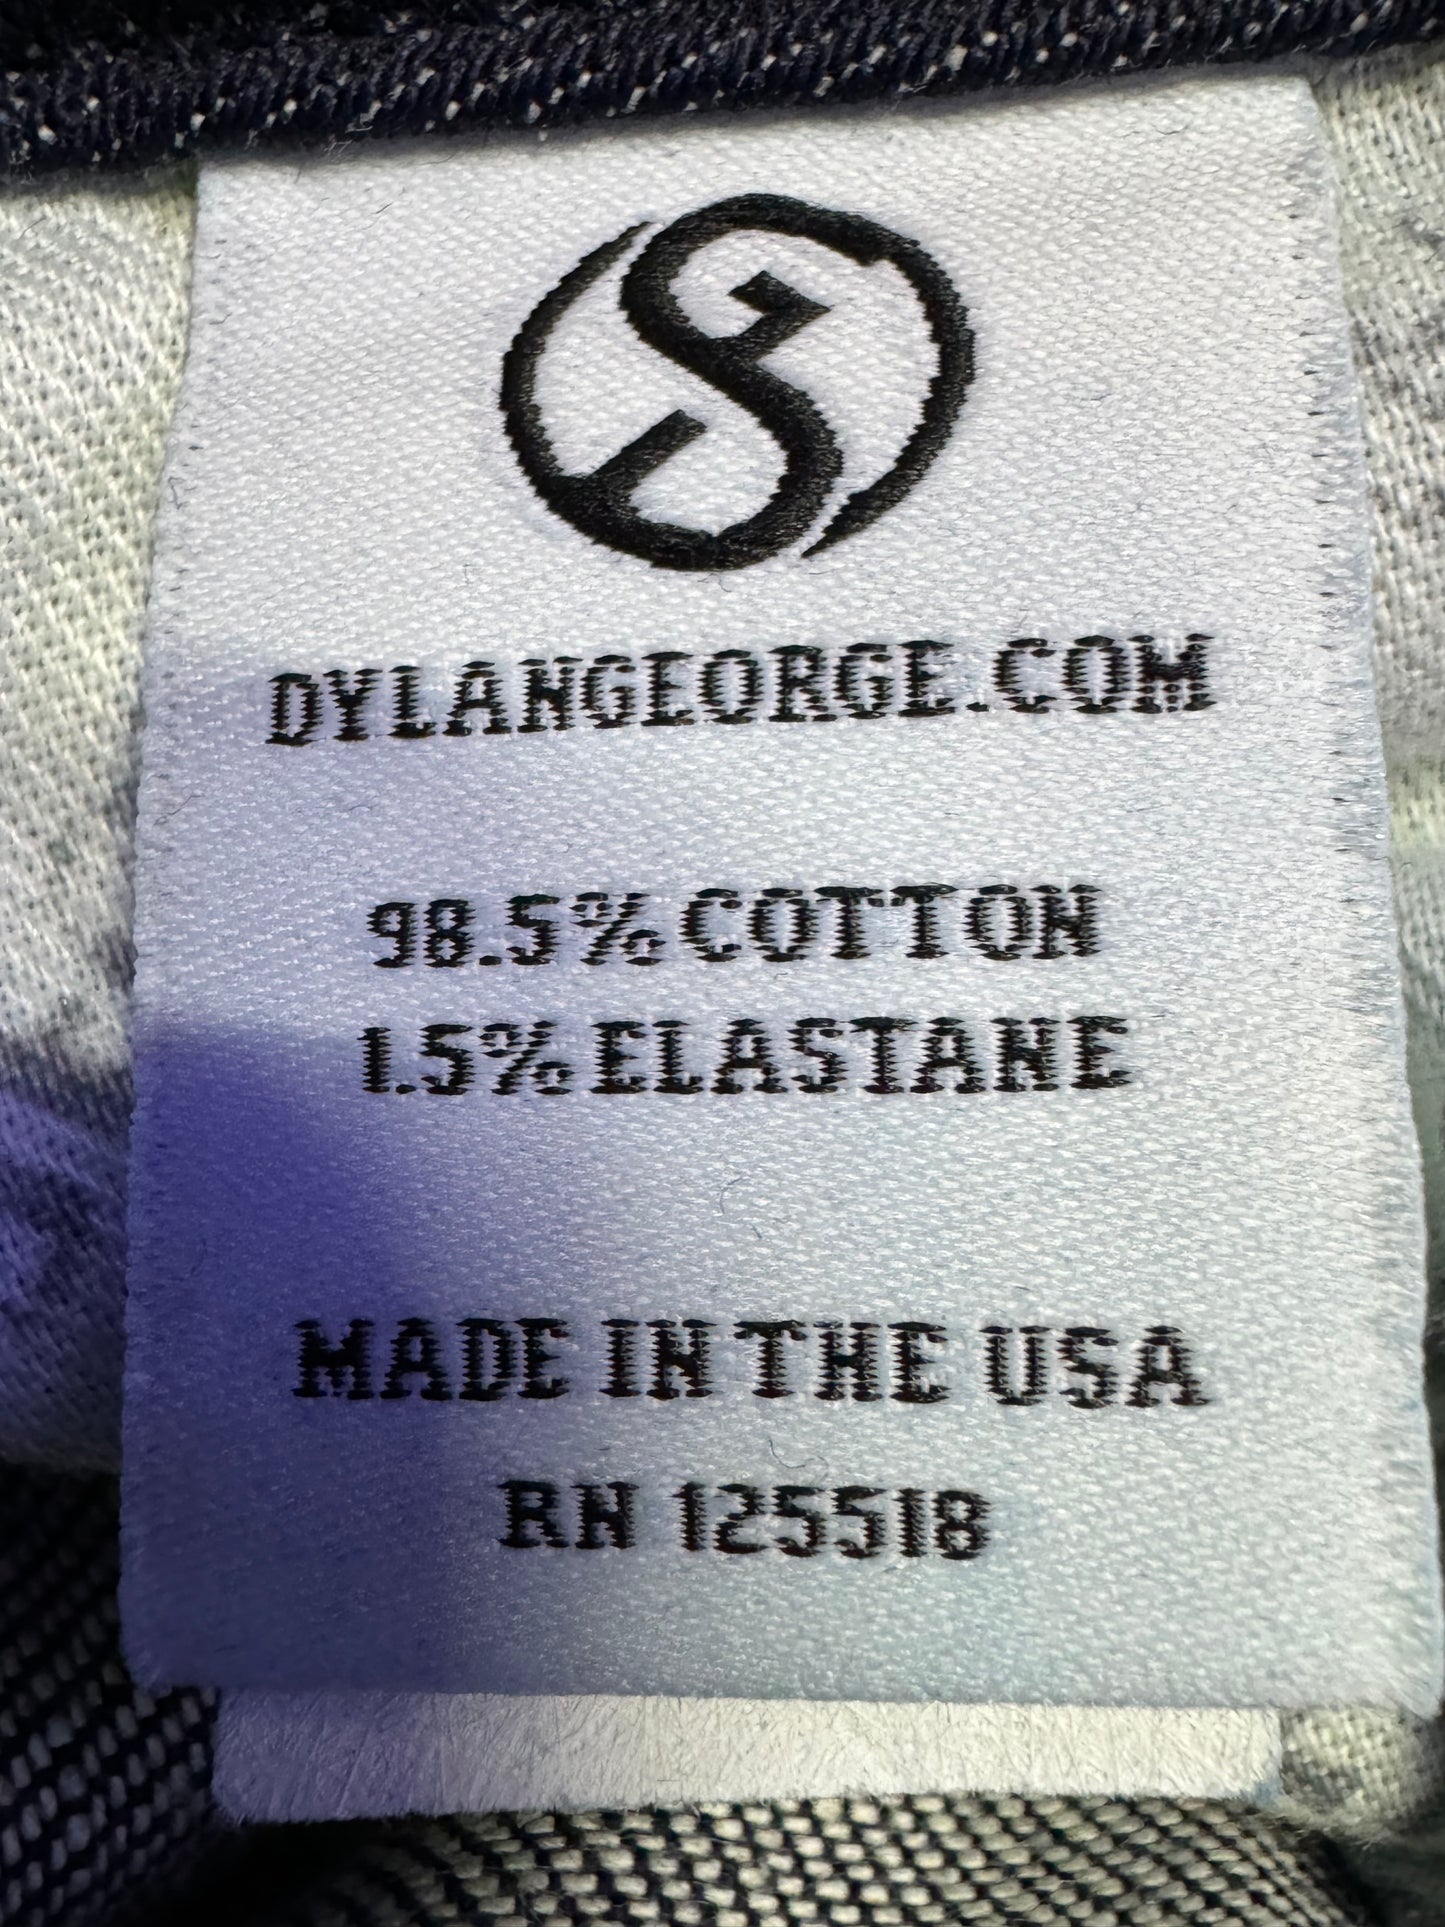 DYLANGEORGE.COM
98.5% COTTON
1.5% ELASTANE
MADE IN THE USA
RN 125518